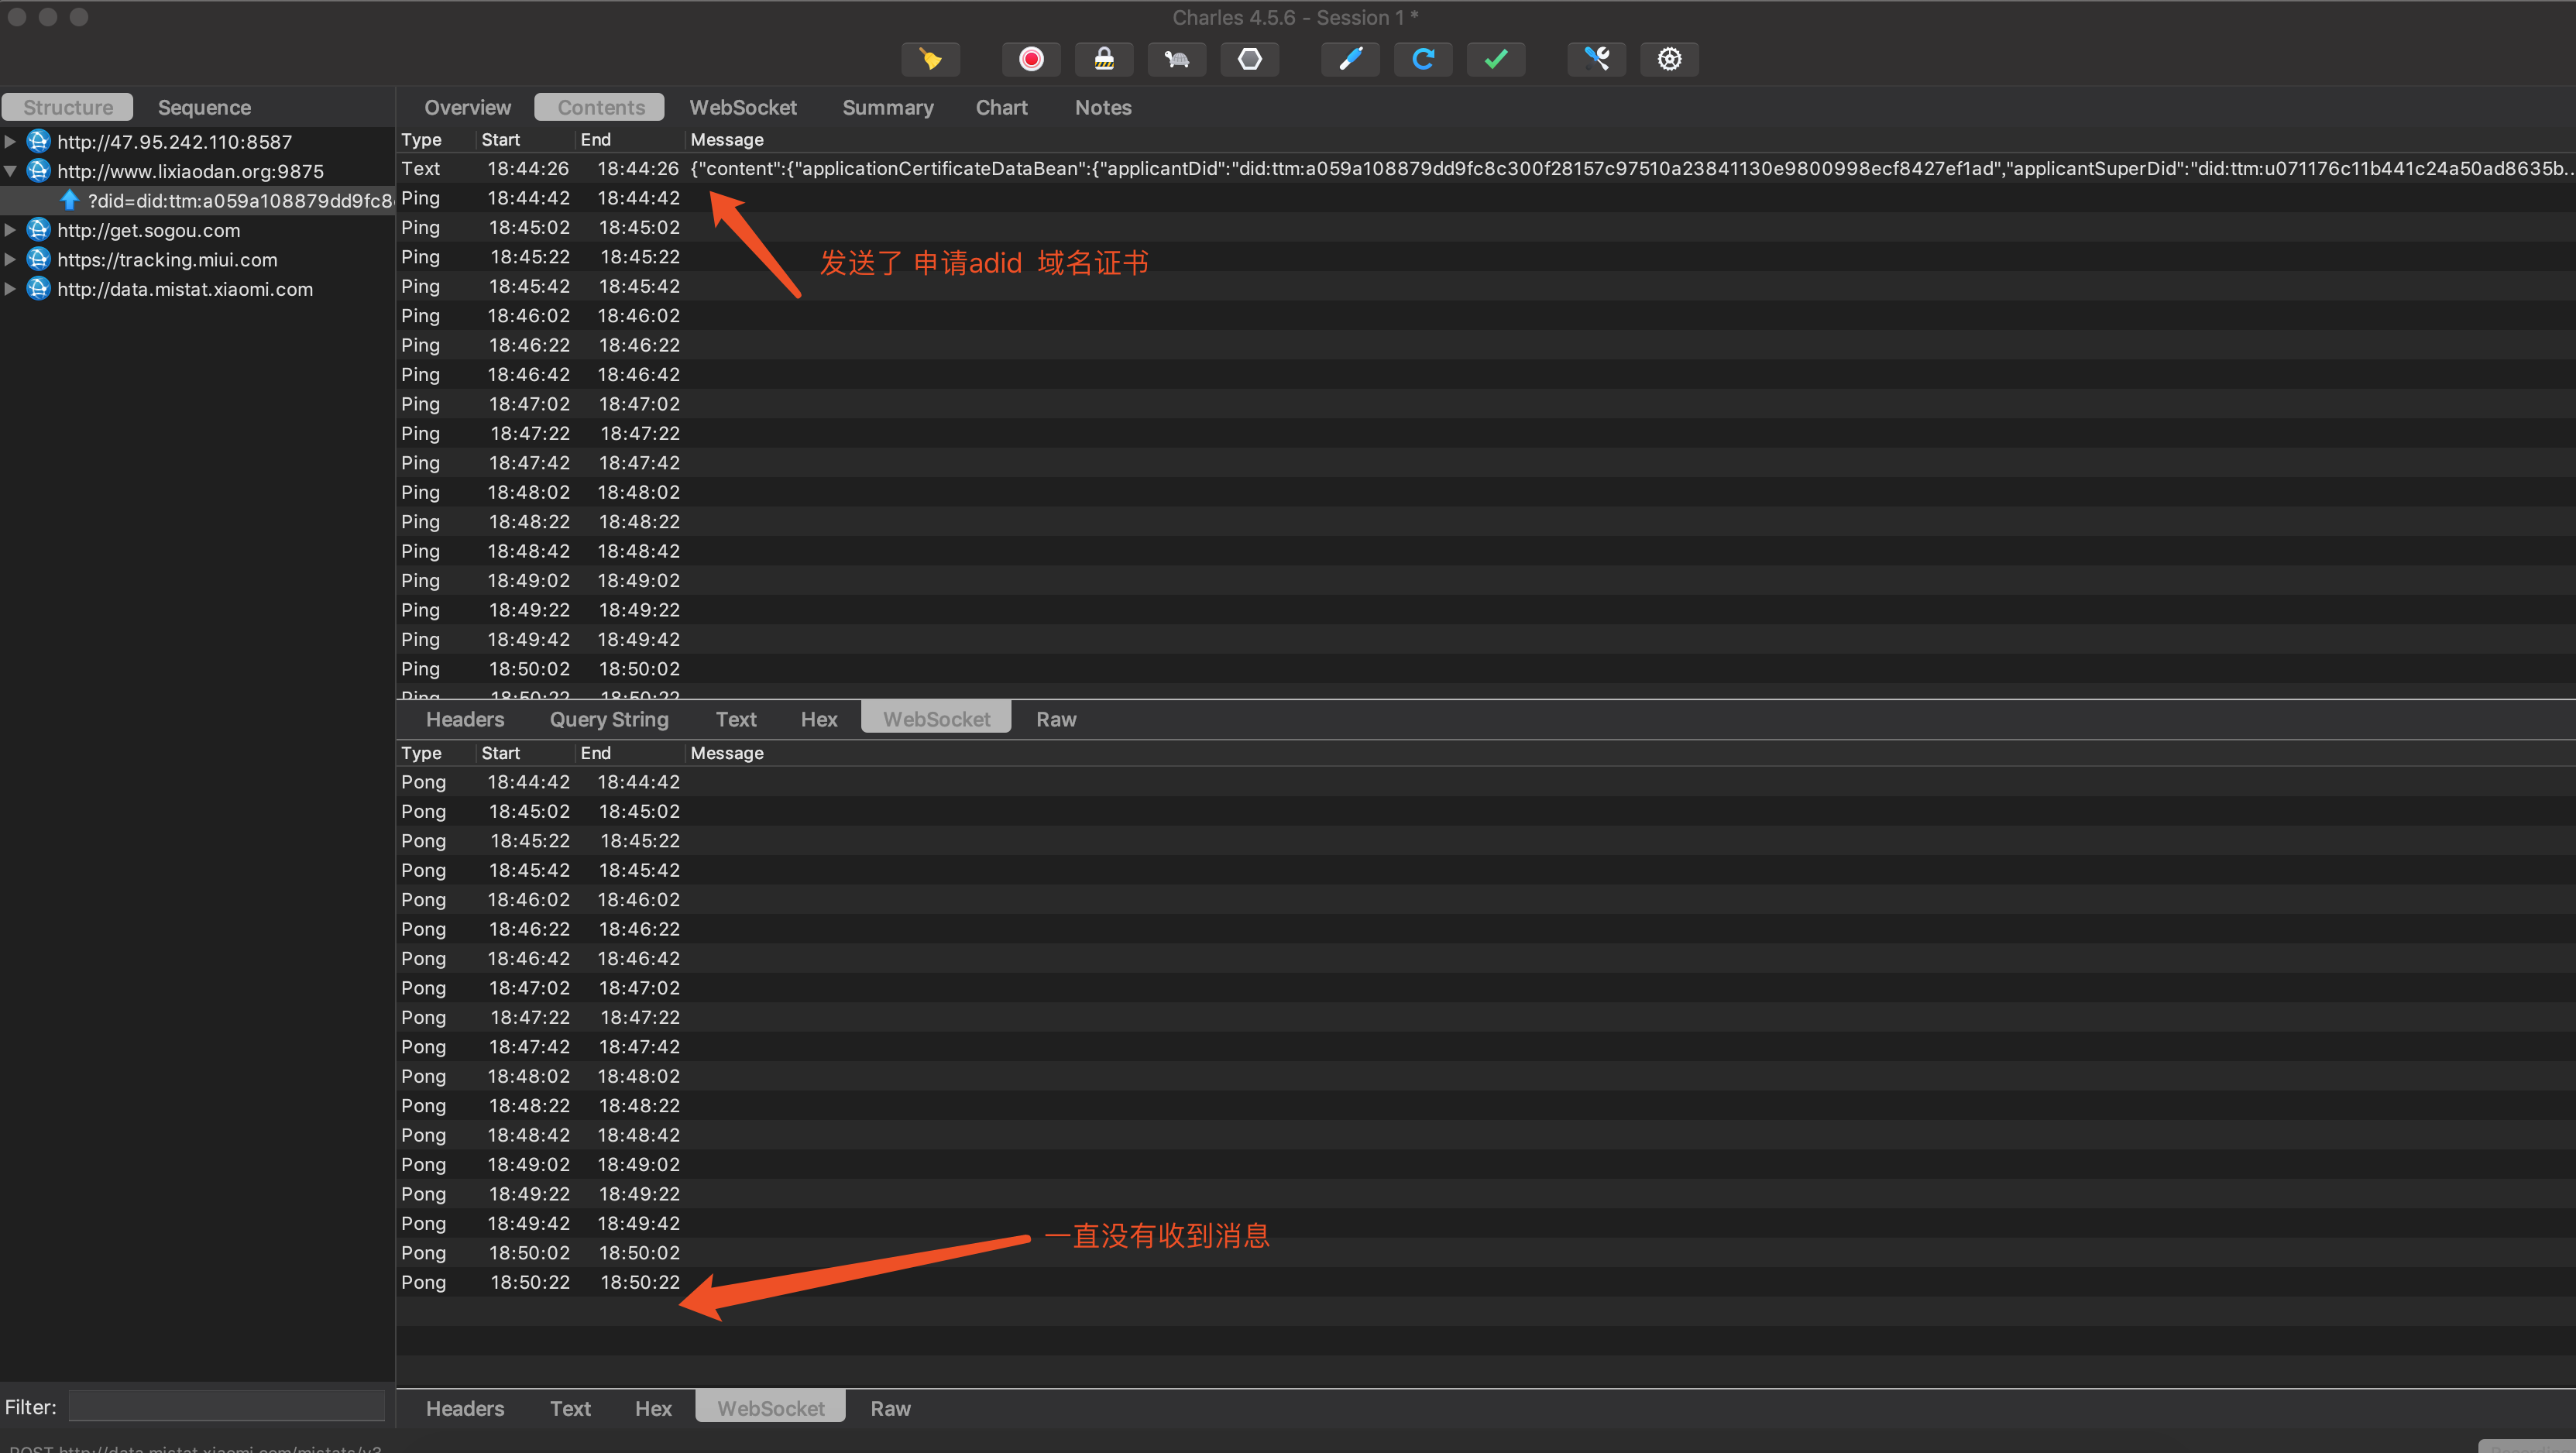 Charles 4.5.6 - Session 1 *
Structure Sequence
http://47.95.242.110:8587
http://www.lixiaodan.org:9875
?did=did:ttm:a059a108879dd9fc8
http://get.sogou.com
https://tracking.miui.com
http://data.mistat.xiaomi.com
Filter:
POST http://data.mistat.xiaomi.com/mistats/v3
Overview Contents WebSocket Summary Chart Notes
Type Start End Message
Text 18:44:26 18:44:26 {"content":{"applicationCertificateDataBean":{"applicantDid":"did:ttm:a059a108879dd9fc8c300f28157c97510a23841130e9800998ecf8427ef1ad","applicantSuperDid":"did:ttm:u071176c11b441c24a50ad8635b...
Ping 18:44:42 18:44:42
Ping 18:45:02 18:45:02
Ping 18:45:22 18:45:22
发送了 申请adid 域名证书
Ping 18:45:42 18:45:42
Ping 18:46:02 18:46:02
Ping 18:46:22 18:46:22
Ping 18:46:42 18:46:42
Ping 18:47:02 18:47:02
Ping 18:47:22 18:47:22
Ping 18:47:42 18:47:42
Ping 18:48:02 18:48:02
Ping 18:48:22 18:48:22
Ping 18:48:42 18:48:42
Ping 18:49:02 18:49:02
Ping 18:49:22 18:49:22
Ping 18:49:42 18:49:42
Ping 18:50:02 18:50:02
Ping 18:50:22 18:50:22
Headers Query String Text Hex WebSocket Raw
Type Start End Message
Pong 18:44:42 18:44:42
Pong 18:45:02 18:45:02
Pong 18:45:22 18:45:22
Pong 18:45:42 18:45:42
Pong 18:46:02 18:46:02
Pong 18:46:22 18:46:22
Pong 18:46:42 18:46:42
Pong 18:47:02 18:47:02
Pong 18:47:22 18:47:22
Pong 18:47:42 18:47:42
Pong 18:48:02 18:48:02
Pong 18:48:22 18:48:22
Pong 18:48:42 18:48:42
Pong 18:49:02 18:49:02
Pong 18:49:22 18:49:22
Pong 18:49:42 18:49:42
一直没有收到消息
Pong 18:50:02 18:50:02
Pong 18:50:22 18:50:22
Headers Text Hex WebSocket Raw